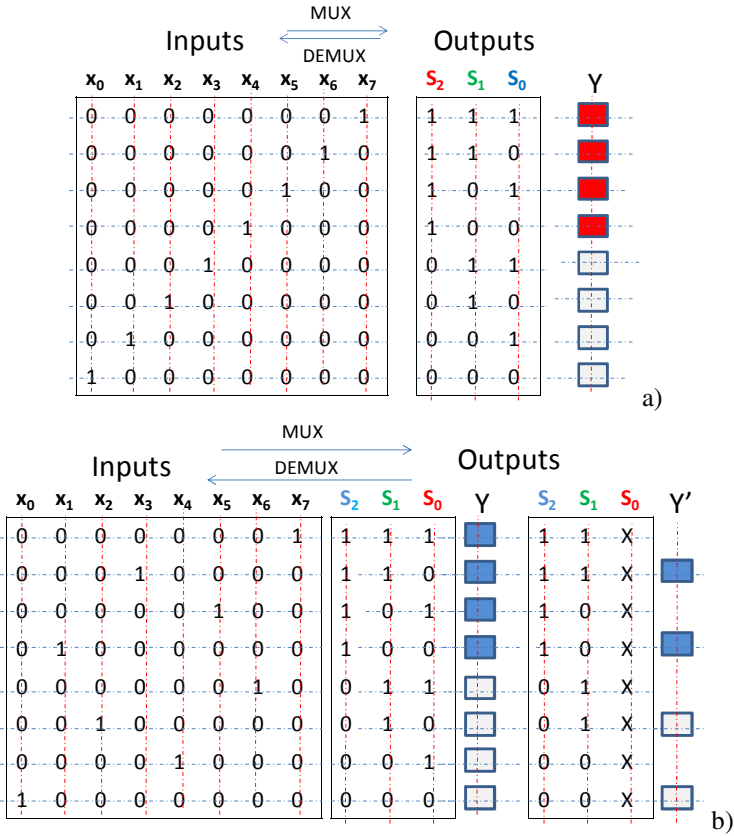 MUX
Inputs Outputs
DEMUX
x0 x1 x2 x3 x4 x5 x6 x7 S2 S1 S0 Y
0 0 0 0 0 0 0 1 1 1 1
0 0 0 0 0 0 1 0 1 1 0
0 0 0 0 0 1 0 0 1 0 1
0 0 0 0 1 0 0 0 1 0 0
0 0 0 1 0 0 0 0 0 1 1
0 0 1 0 0 0 0 0 0 1 0
0 1 0 0 0 0 0 0 0 0 1
1 0 0 0 0 0 0 0 0 0 0
a)
MUX
Inputs Outputs
DEMUX
x0 x1 x2 x3 x4 x5 x6 x7 S2 S1 S0 Y S2 S1 S0 Y’
0 0 0 0 0 0 0 1 1 1 1 1 1 X
0 0 0 1 0 0 0 0 1 1 0 1 1 X
0 0 0 0 0 1 0 0 1 0 1 1 0 X
0 1 0 0 0 0 0 0 1 0 0 1 0 X
0 0 0 0 0 0 1 0 0 1 1 0 1 X
0 0 1 0 0 0 0 0 0 1 0 0 1 X
0 0 0 0 1 0 0 0 0 0 1 0 0 X
1 0 0 0 0 0 0 0 0 0 0 0 0 X
b)